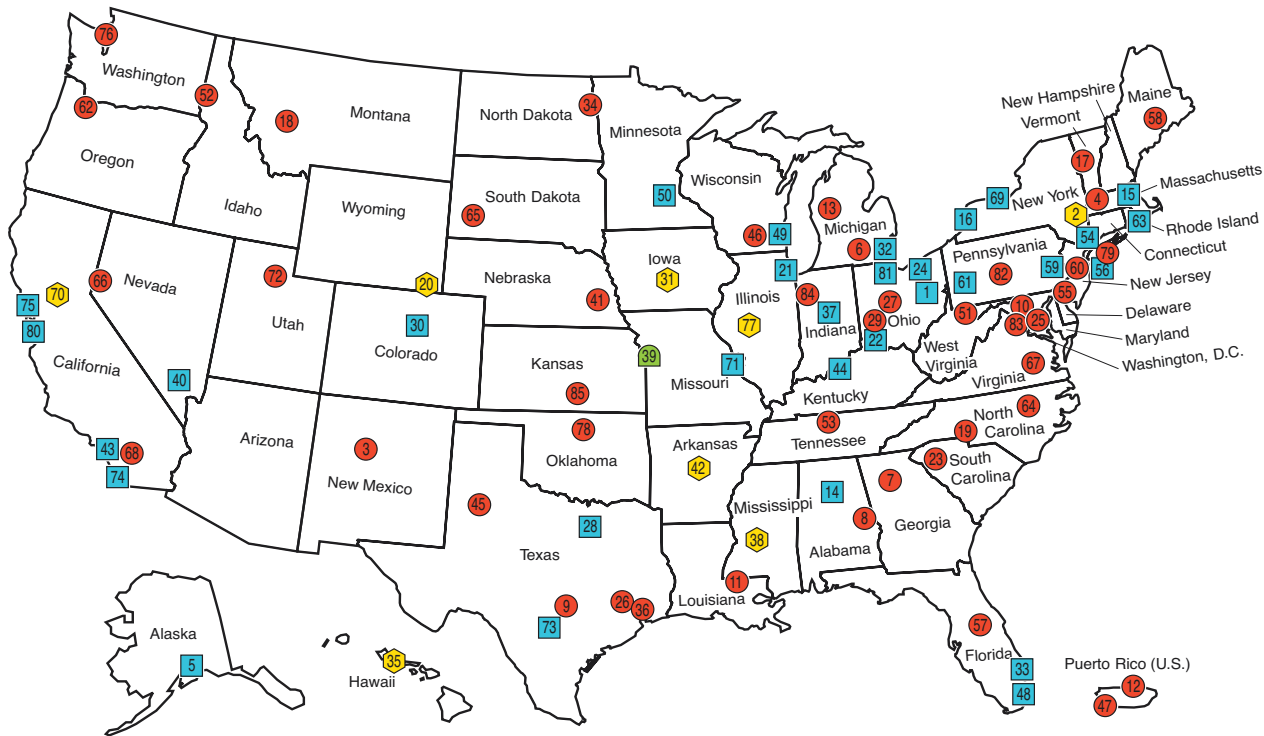 76
Washington
62
52
18
Montana
34
North Dakota
Minnesota
New Hampshire
Maine
Vermont
58
Oregon
Idaho
Wyoming
South Dakota
65
50
Wisconsin
13
Michigan
46
49
6
32
17
4
15
Massachusetts
69
New York
16
2
63
Rhode Island
54
Connecticut
79
Nevada
66
70
75
80
California
72
Utah
20
30
Colorado
Nebraska
41
Iowa
31
21
Illinois
77
84
37
Indiana
81
24
1
27
29
Ohio
22
Pennsylvania
61
82
59
60
56
New Jersey
55
51
10
25
83
Delaware
Maryland
Washington, D.C.
West
Virginia
67
Virginia
40
43
68
74
Arizona
3
New Mexico
Kansas
85
39
Missouri
71
44
Kentucky
53
Tennessee
64
North
Carolina
19
23
South
Carolina
78
Oklahoma
Arkansas
42
45
28
Texas
Mississippi
38
14
8
Alabama
7
Georgia
9
73
26
36
11
Louisiana
57
Florida
33
48
Alaska
5
35
Hawaii
Puerto Rico (U.S.)
12
47